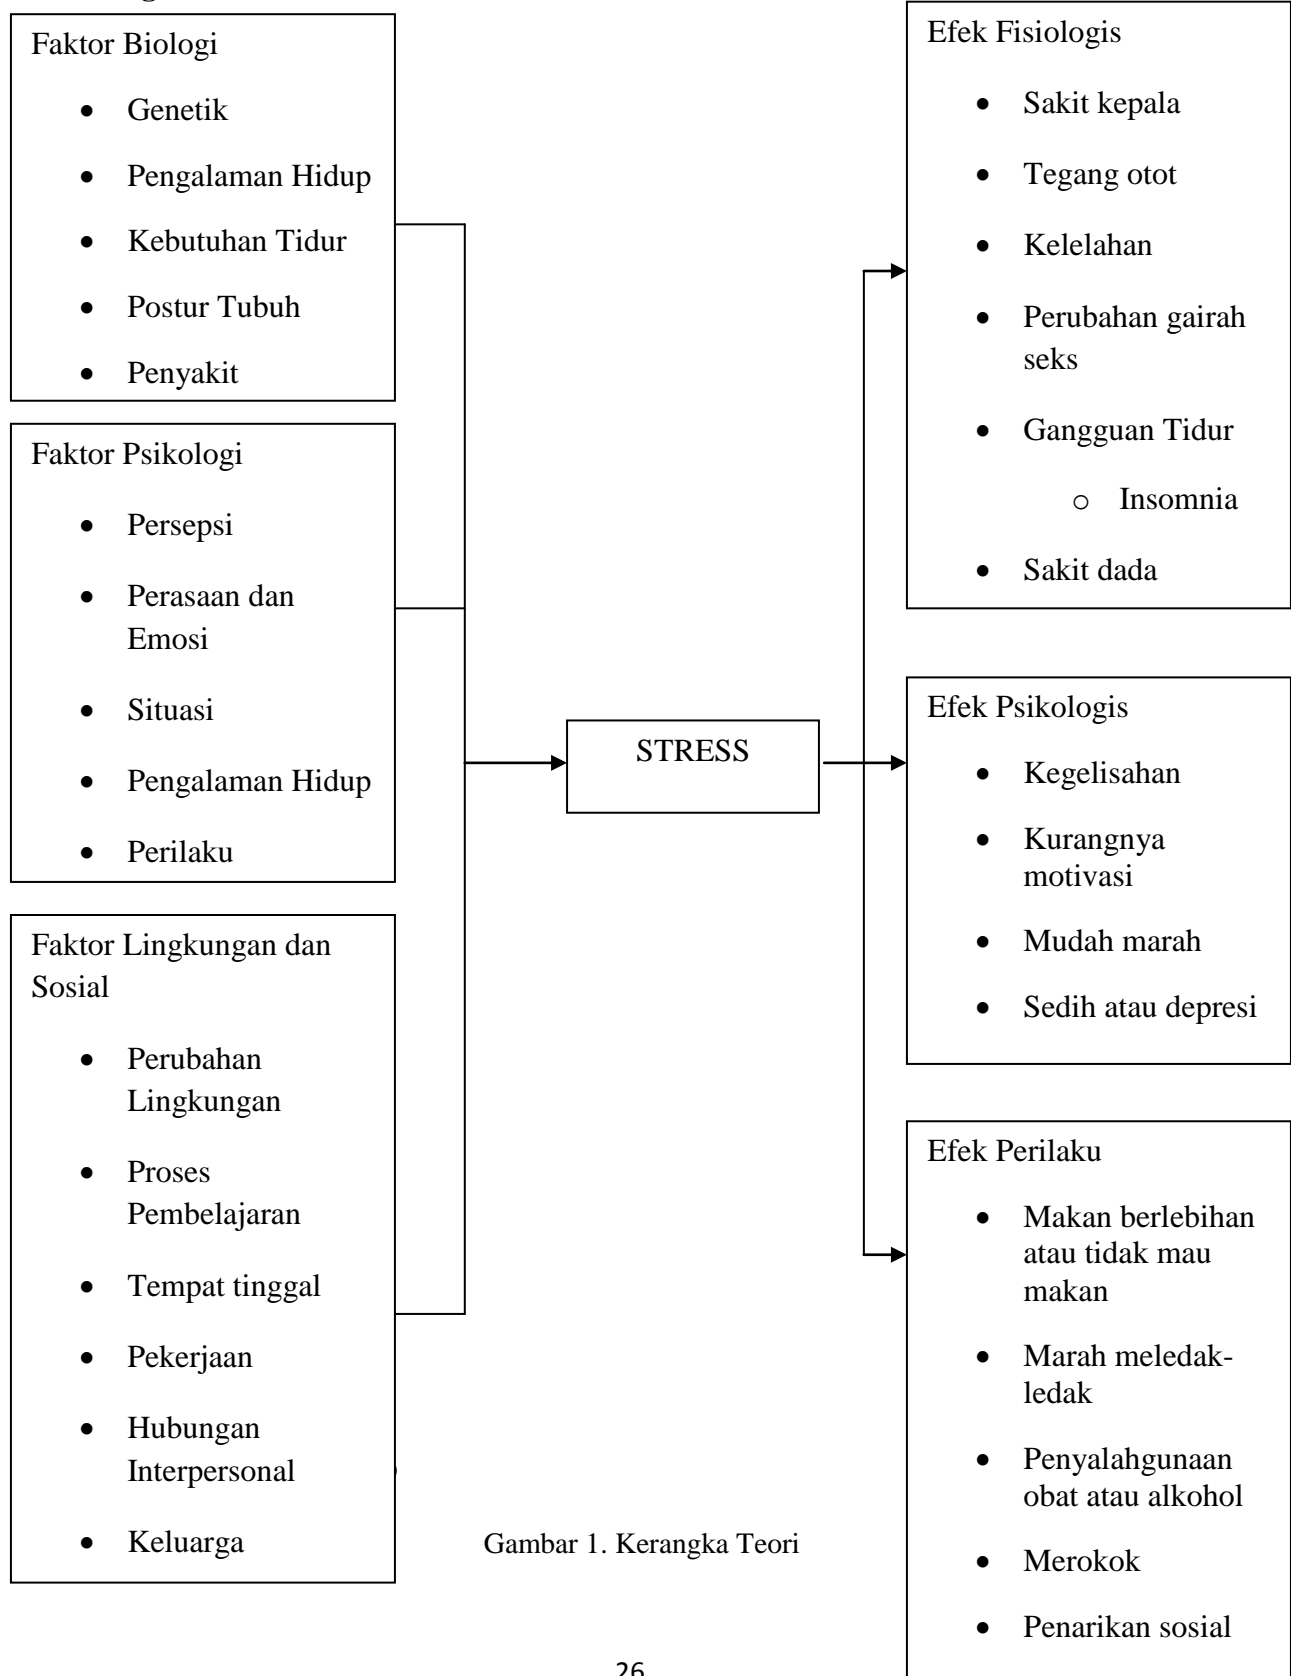 Faktor Biologi
• Genetik
• Pengalaman Hidup
• Kebutuhan Tidur
• Postur Tubuh
• Penyakit
Faktor Psikologi
• Persepsi
• Perasaan dan
Emosi
• Situasi
• Pengalaman Hidup
• Perilaku
Faktor Lingkungan dan
Sosial
• Perubahan
Lingkungan
• Proses
Pembelajaran
• Tempat tinggal
• Pekerjaan
• Hubungan
Interpersonal
• Keluarga
STRESS
Efek Fisiologis
• Sakit kepala
• Tegang otot
• Kelelahan
• Perubahan gairah
seks
• Gangguan Tidur
o Insomnia
• Sakit dada
Efek Psikologis
• Kegelisahan
• Kurangnya
motivasi
• Mudah marah
• Sedih atau depresi
Efek Perilaku
• Makan berlebihan
atau tidak mau
makan
• Marah meledak-
ledak
• Penyalahgunaan
obat atau alkohol
• Merokok
• Penarikan sosial
Gambar 1. Kerangka Teori
26